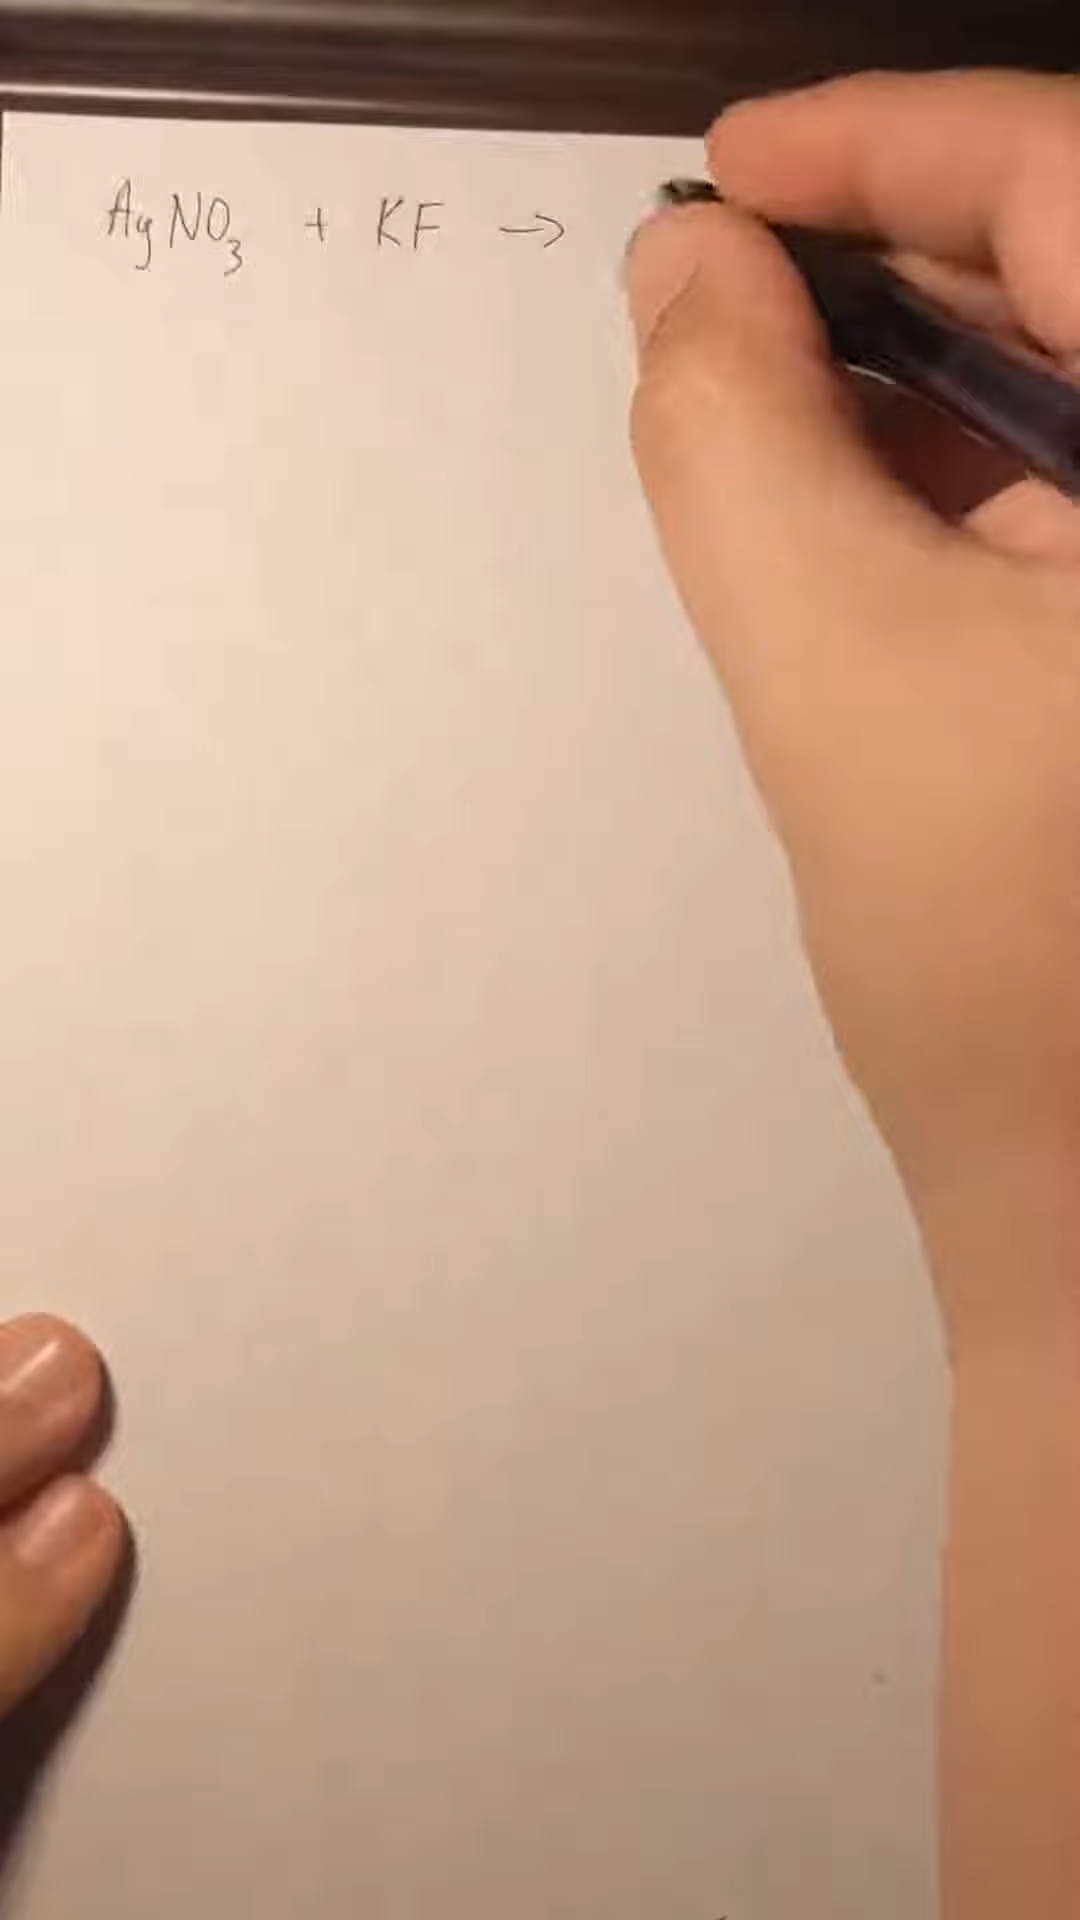 AgNO₃ + KF →